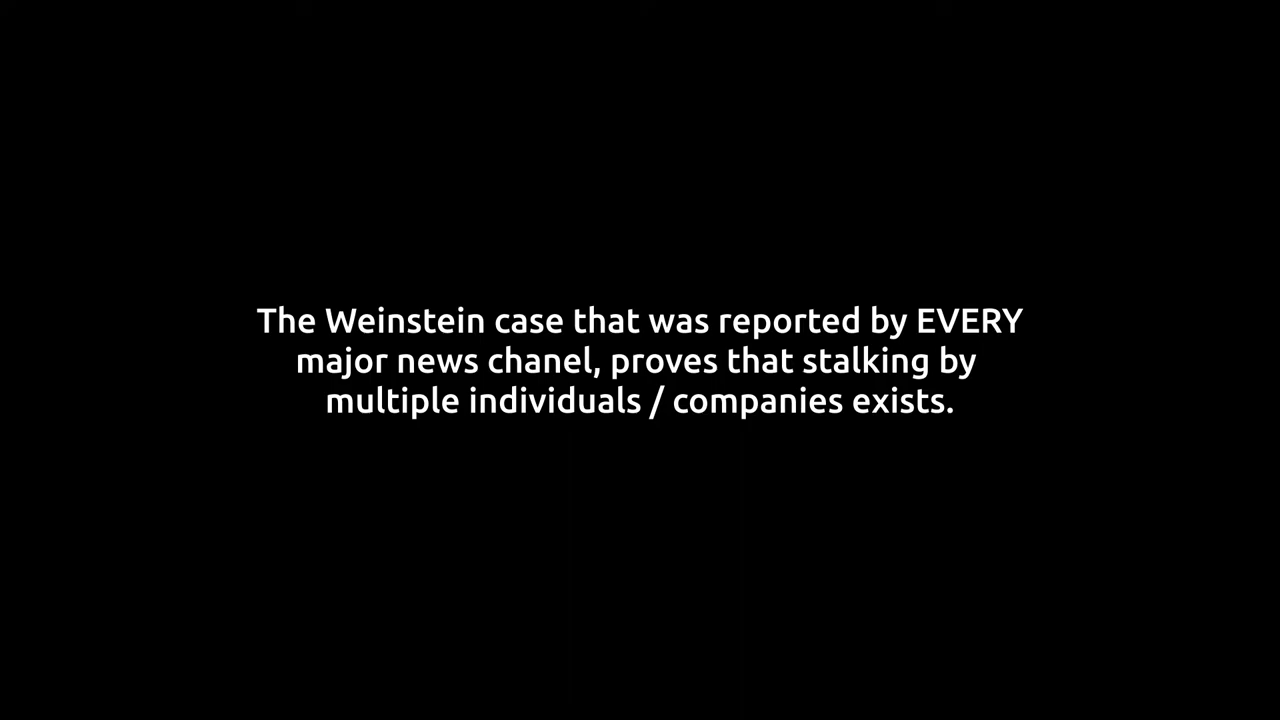 The Weinstein case that was reported by EVERY
major news chanel, proves that stalking by
multiple individuals / companies exists.